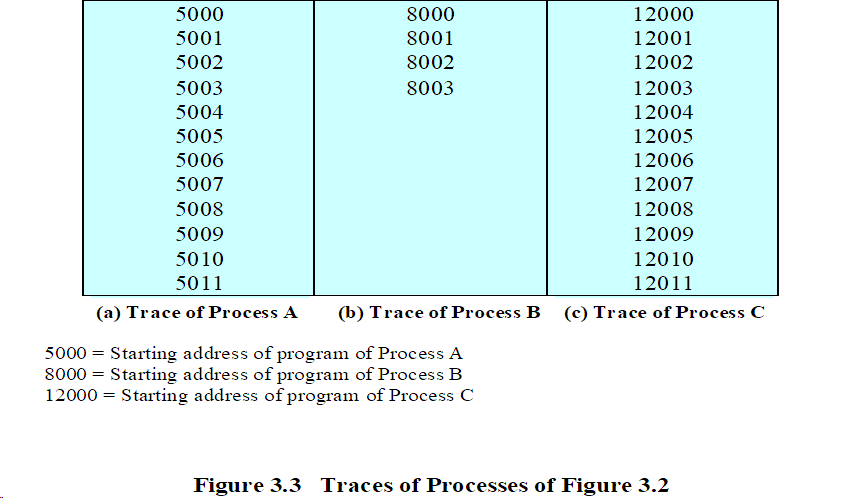 5000 8000 12000
5001 8001 12001
5002 8002 12002
5003 8003 12003
5004 12004
5005 12005
5006 12006
5007 12007
5008 12008
5009 12009
5010 12010
5011 12011
(a) Trace of Process A (b) Trace of Process B (c) Trace of Process C
5000 = Starting address of program of Process A
8000 = Starting address of program of Process B
12000 = Starting address of program of Process C
Figure 3.3 Traces of Processes of Figure 3.2